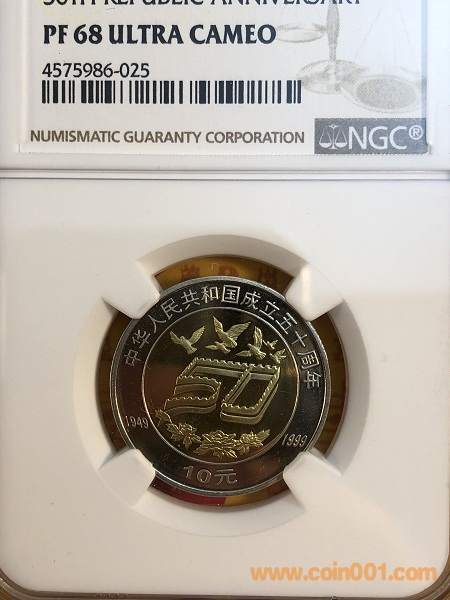 50TH REPUBLIC ANNIVERSARY
PF 68 ULTRA CAMEO
4575986-025
NUMISMATIC GUARANTY CORPORATION
NGC®
中华人民共和国成立五十周年
50
1949
1999
10元
www.coin001.com